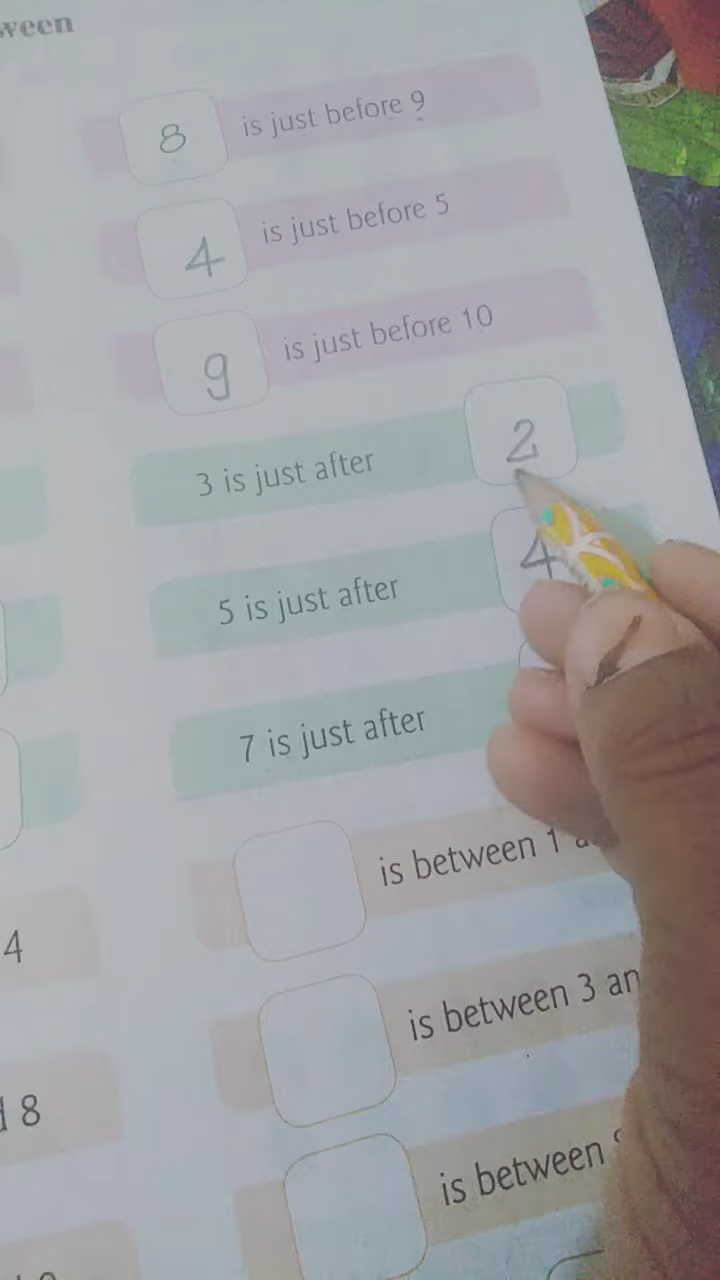 ween
8 is just before 9
4 is just before 5
9 is just before 10
3 is just after 2
5 is just after 4
7 is just after
is between 1
is between 3 an
4
is between
8